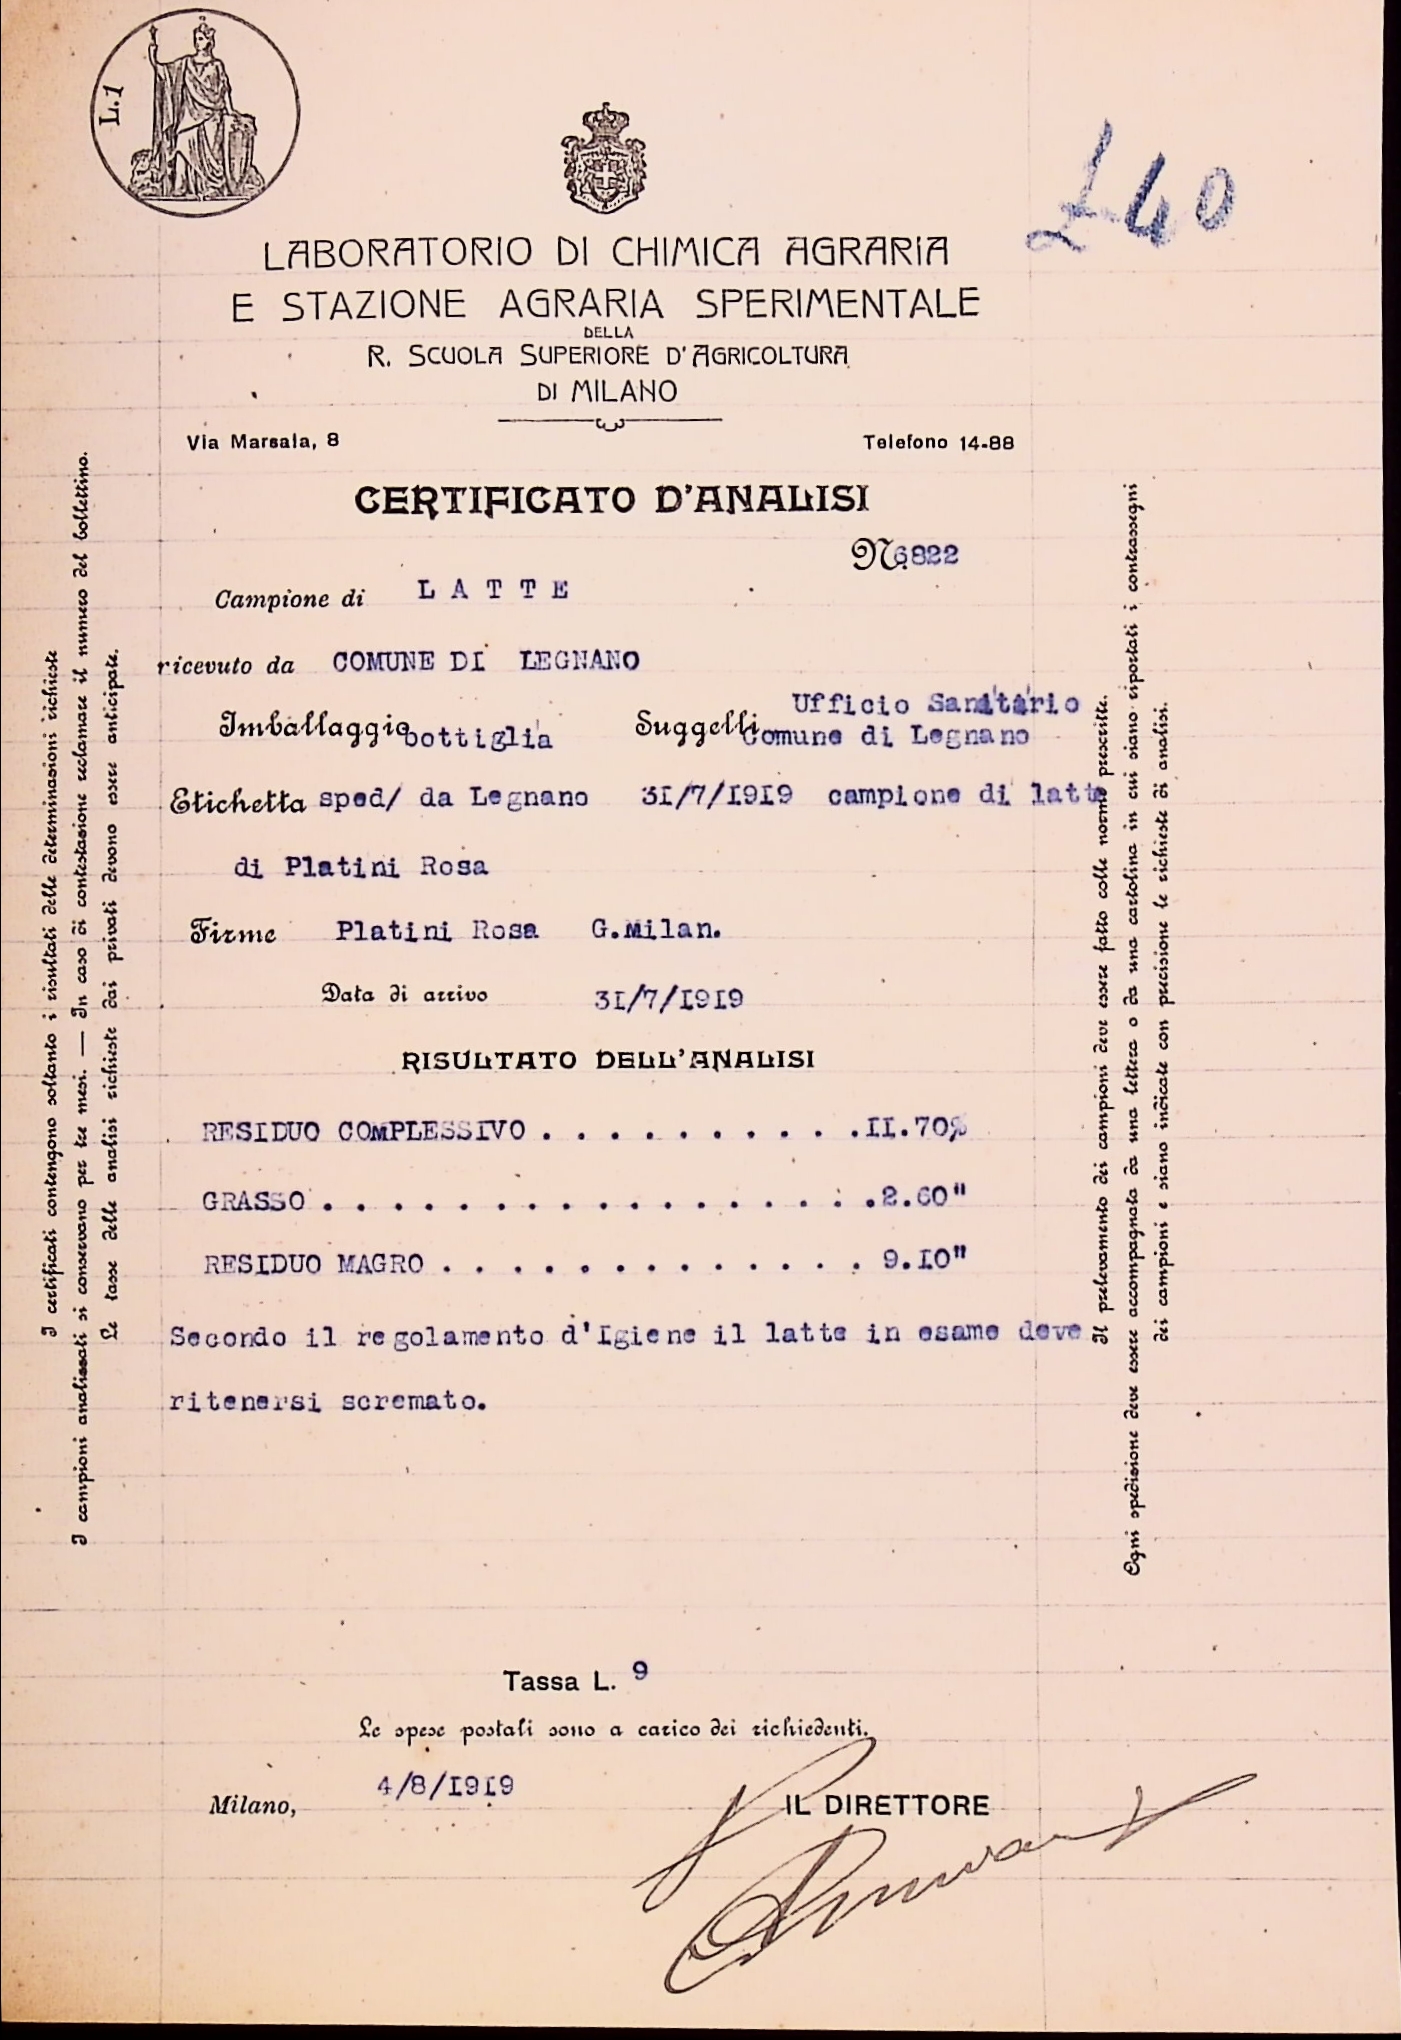 L.1
£ 40
LABORATORIO DI CHIMICA AGRARIA
E STAZIONE AGRARIA SPERIMENTALE
DELLA
R. SCUOLA SUPERIORE D'AGRICOLTURA
DI MILANO
Via Marsala, 8 Telefono 14-88
CERTIFICATO D'ANALISI
N. 6822
Campione di LATTE
ricevuto da COMUNE DI LEGNANO
Imballaggio bottiglia Suggelli Ufficio Sanitario
Comune di Legnano
Etichetta sped/ da Legnano 31/7/1919 campione di latte
di Platini Rosa
Firme Platini Rosa G.Milan.
Data di arrivo 31/7/1919
RISULTATO DELL'ANALISI
RESIDUO COMPLESSIVO . . . . . . . . . . .11.70%
GRASSO . . . . . . . . . . . . . . . . .2.60"
RESIDUO MAGRO . . . . . . . . . . . . . 9.10"
Secondo il regolamento d'Igiene il latte in esame deve
ritenersi scremato.
Tassa L. 9
Le spese postali sono a carico dei richiedenti.
Milano, 4/8/1919
IL DIRETTORE
I certificati contengono soltanto i risultati delle determinazioni richieste
I campioni analizzati si conservano per tre mesi. — In caso di contestazione reclamare il numero del bollettino.
Le tasse delle analisi richieste dai privati devono essere anticipate.
Il prelevamento dei campioni deve essere fatto colle norme prescritte.
Ogni spedizione deve essere accompagnata da una lettera o da una cartolina in cui siano riportati i contrassegni
dei campioni e siano indicate con precisione le richieste di analisi.